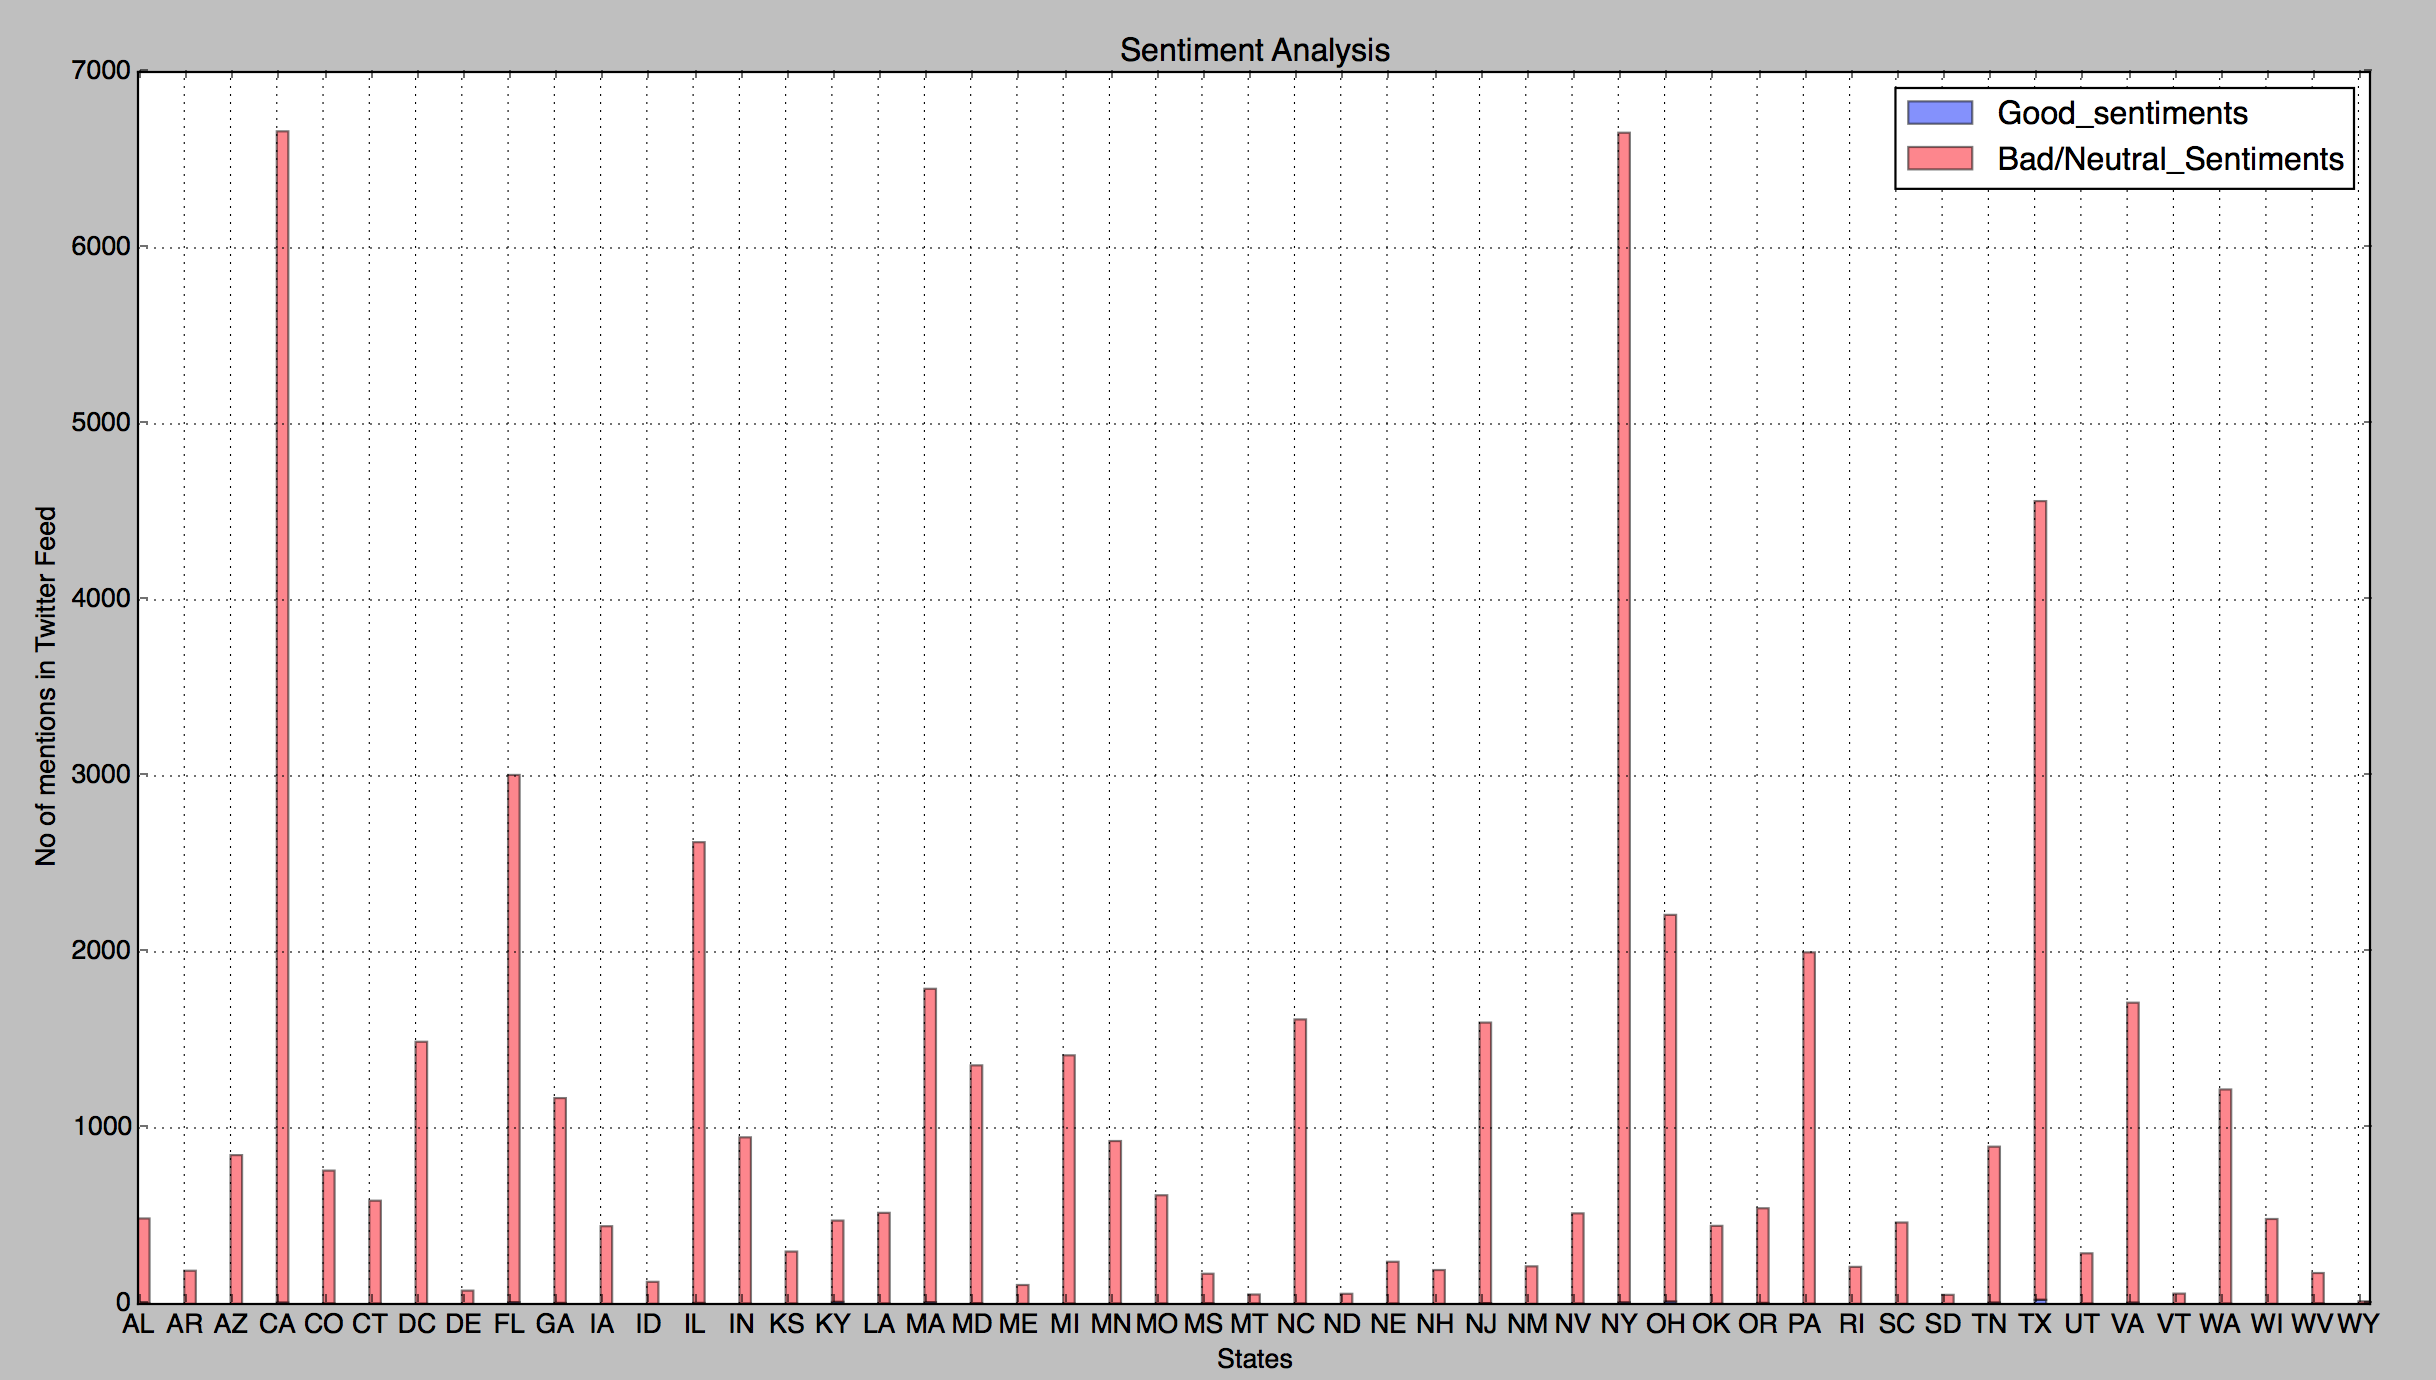 Sentiment Analysis
Good_sentiments
Bad/Neutral_Sentiments
7000
6000
5000
4000
3000
2000
1000
0
No of mentions in Twitter Feed
AL AR AZ CA CO CT DC DE FL GA IA ID IL IN KS KY LA MA MD ME MI MN MO MS MT NC ND NE NH NJ NM NV NY OH OK OR PA RI SC SD TN TX UT VA VT WA WI WV WY
States